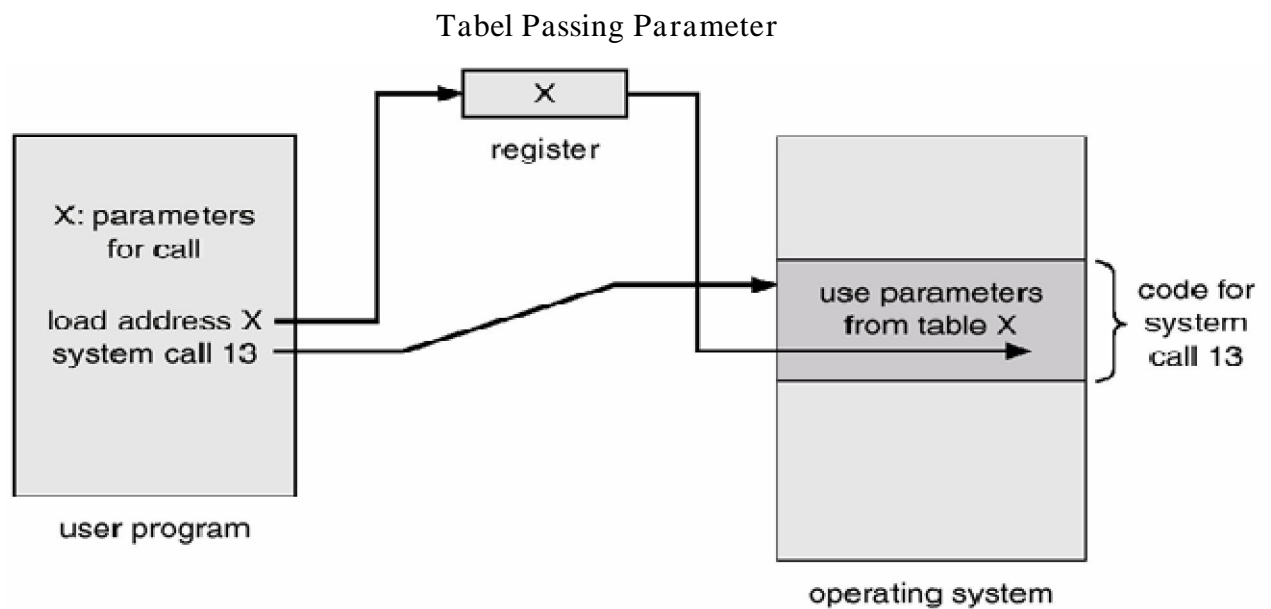 Tabel Passing Parameter
X
register
X: parameters
for call
load address X
system call 13
user program
use parameters
from table X
code for
system
call 13
operating system